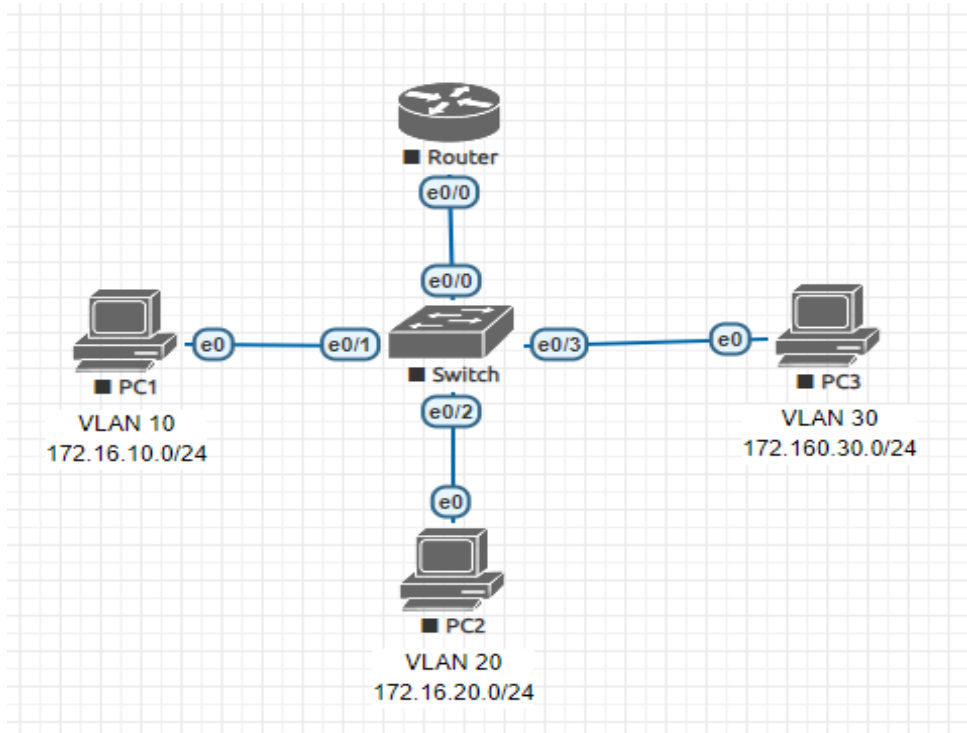 Router
e0/0
e0/0
e0
e0/1
Switch
e0/3
e0
PC1
VLAN 10
172.16.10.0/24
PC3
VLAN 30
172.160.30.0/24
e0/2
e0
PC2
VLAN 20
172.16.20.0/24